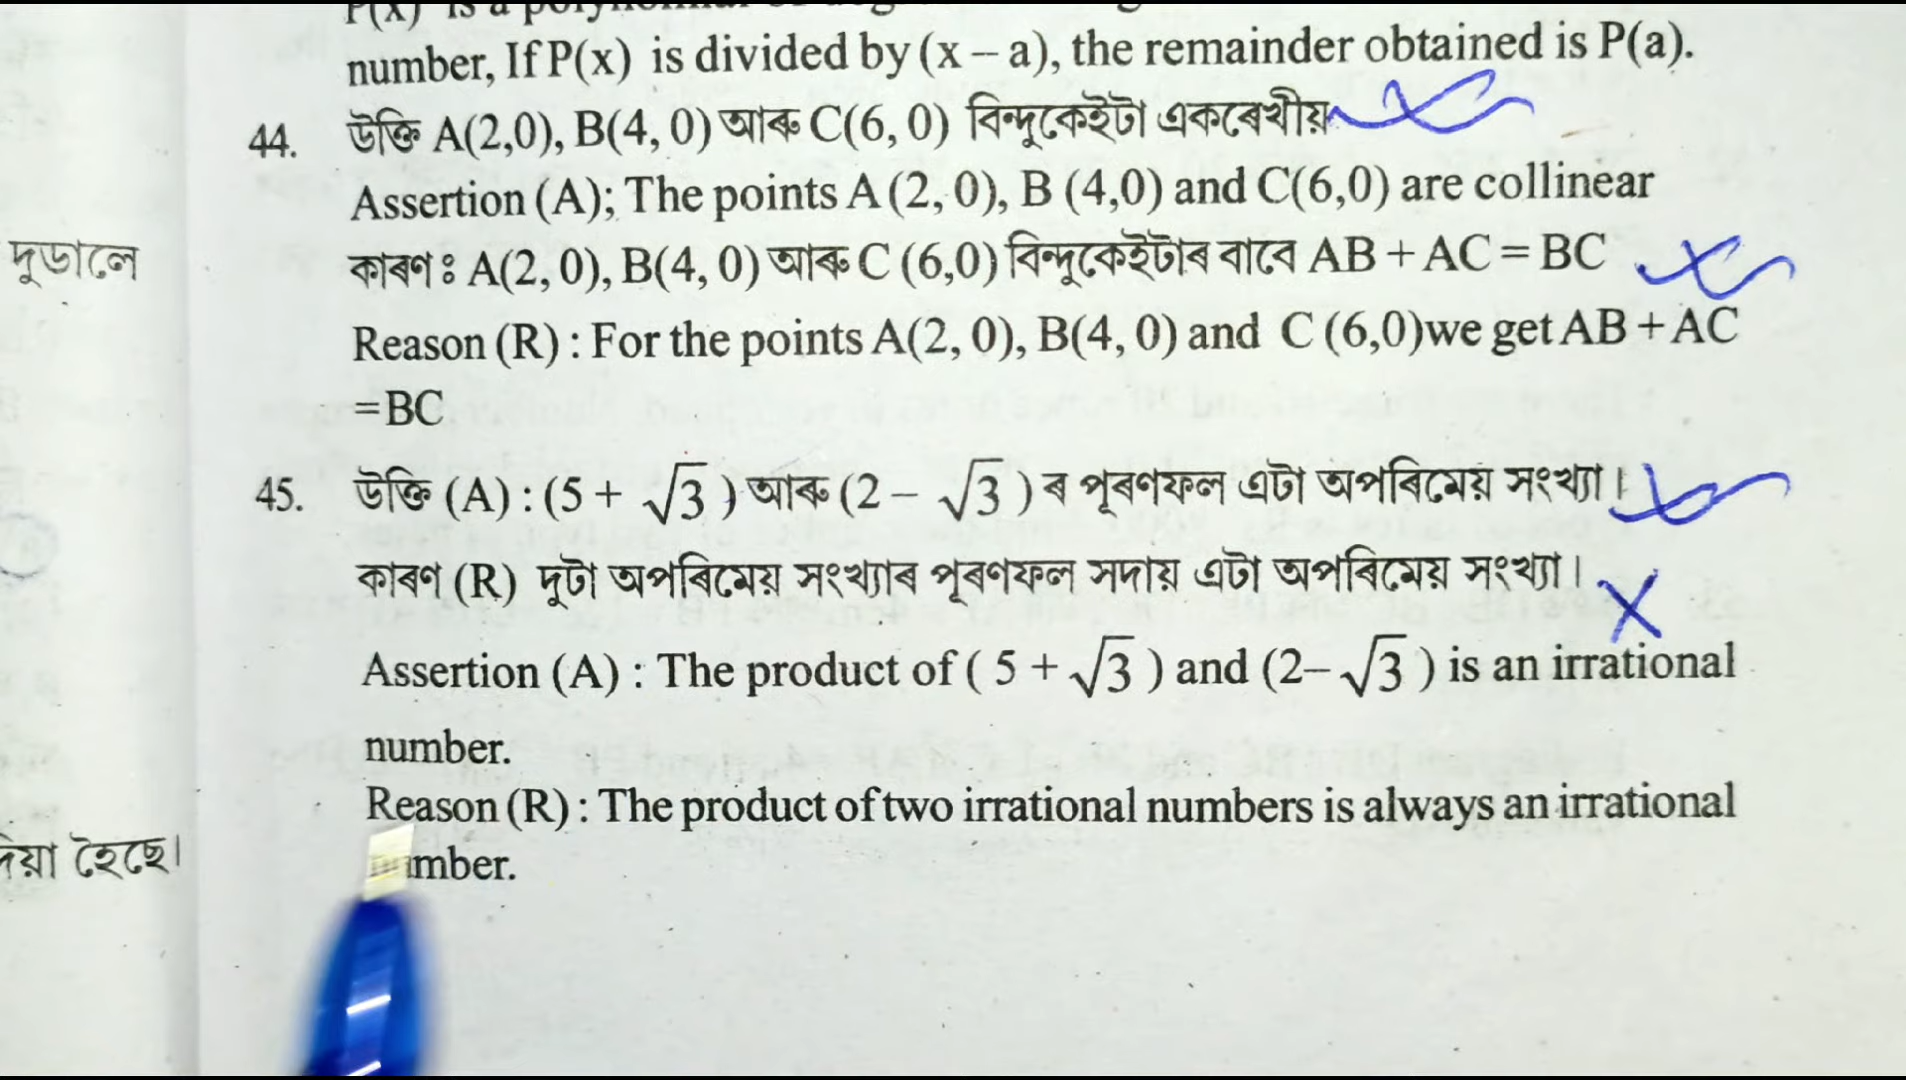 P(x) is a
number, If P(x) is divided by (x – a), the remainder obtained is P(a).
44. উক্তি A(2,0), B(4, 0) আৰু C(6, 0) বিন্দুকেইটা একৰেখীয়
Assertion (A); The points A (2, 0), B (4,0) and C(6,0) are collinear
দুডালে
কাৰণ ঃ A(2, 0), B(4, 0) আৰু C (6,0) বিন্দুকেইটাৰ বাবে AB + AC = BC
Reason (R) : For the points A(2, 0), B(4, 0) and C (6,0)we get AB + AC
=BC
45. উক্তি (A) : (5 + √3 ) আৰু (2 – √3 ) ৰ পূৰণফল এটা অপৰিমেয় সংখ্যা।
কাৰণ (R) দুটা অপৰিমেয় সংখ্যাৰ পূৰণফল সদায় এটা অপৰিমেয় সংখ্যা।
Assertion (A) : The product of ( 5 + √3 ) and (2– √3 ) is an irrational
number.
Reason (R) : The product of two irrational numbers is always an irrational
হৈছে।
number.